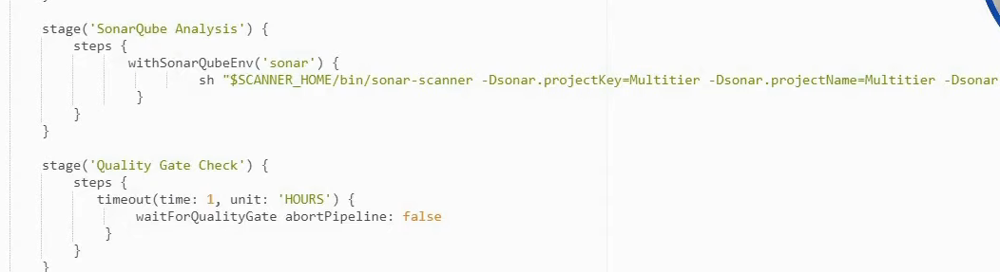 stage('SonarQube Analysis') {
steps {
withSonarQubeEnv('sonar') {
sh "$SCANNER_HOME/bin/sonar-scanner -Dsonar.projectKey=Multitier -Dsonar.projectName=Multitier -Dsonar
}
}
}
stage('Quality Gate Check') {
steps {
timeout(time: 1, unit: 'HOURS') {
waitForQualityGate abortPipeline: false
}
}
}